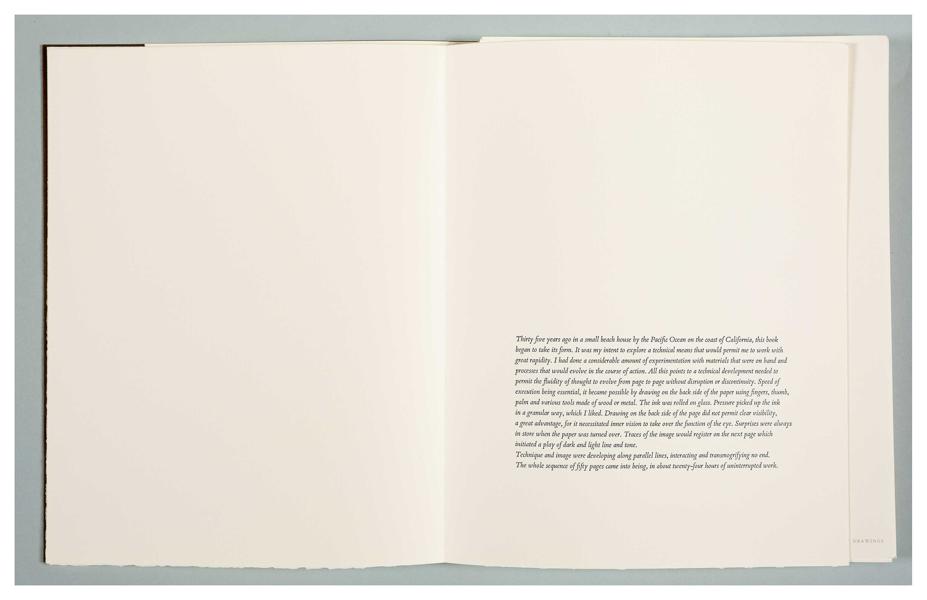 Thirty five years ago in a small beach house by the Pacific Ocean on the coast of California, this book
began to take its form. It was my intent to explore a technical means that would permit me to work with
great rapidity. I had done a considerable amount of experimentation with materials that were on hand and
processes that would evolve in the course of action. All this points to a technical development needed to
permit the fluidity of thought to evolve from page to page without disruption or discontinuity. Speed of
execution being essential, it became possible by drawing on the back side of the paper using fingers, thumb,
palm and various tools made of wood or metal. The ink was rolled on glass. Pressure picked up the ink
in a granular way, which I liked. Drawing on the back side of the page did not permit clear visibility,
a great advantage, for it necessitated inner vision to take over the function of the eye. Surprises were always
in store when the paper was turned over. Traces of the image would register on the next page which
initiated a play of dark and light line and tone.
Technique and image were developing along parallel lines, interacting and transmogrifying no end.
The whole sequence of fifty pages came into being, in about twenty-four hours of uninterrupted work.
DRAWINGS